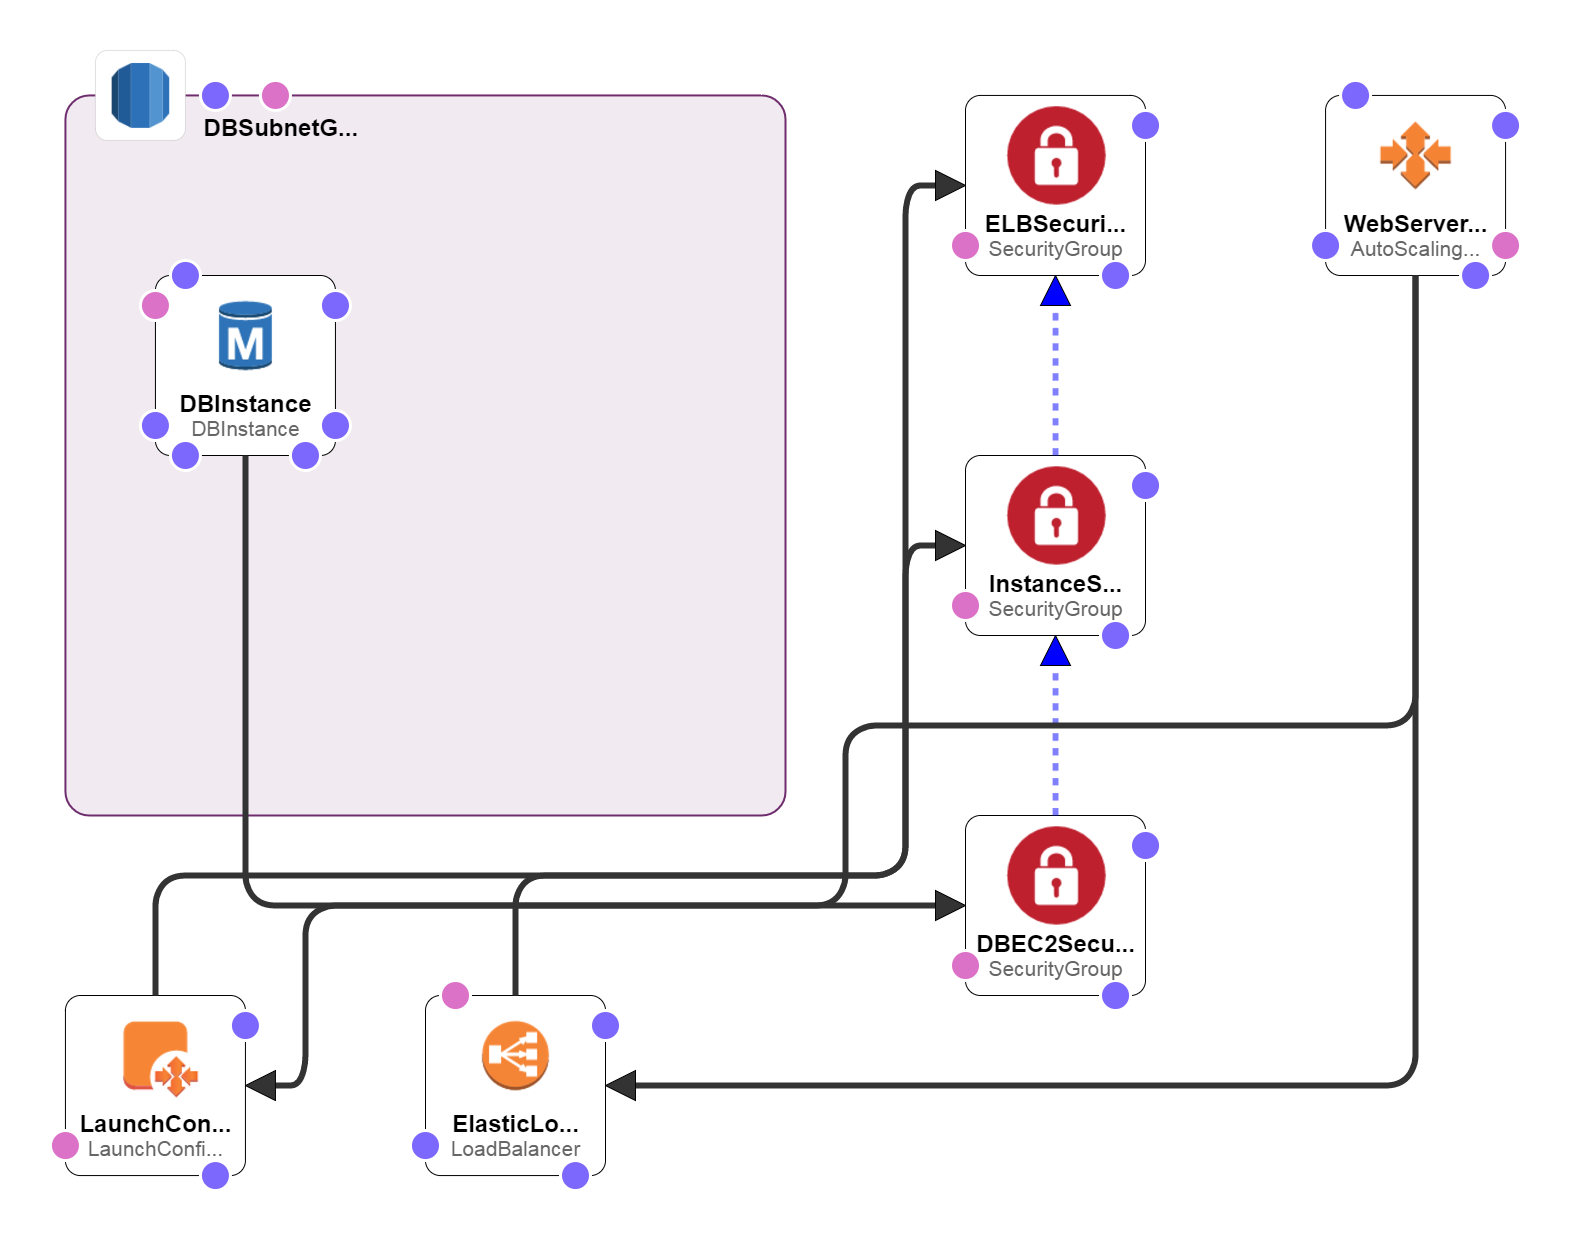 DBSubnetG...
ELBSecuri...
SecurityGroup
WebServer...
AutoScaling...
M
DBInstance
DBInstance
InstanceS...
SecurityGroup
DBEC2Secu...
SecurityGroup
LaunchCon...
LaunchConfi...
ElasticLo...
LoadBalancer